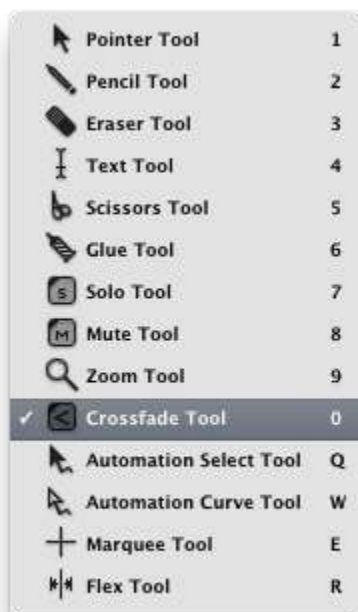 Pointer Tool 1
Pencil Tool 2
Eraser Tool 3
Text Tool 4
Scissors Tool 5
Glue Tool 6
S Solo Tool 7
M Mute Tool 8
Zoom Tool 9
Crossfade Tool 0
Automation Select Tool Q
Automation Curve Tool W
Marquee Tool E
Flex Tool R